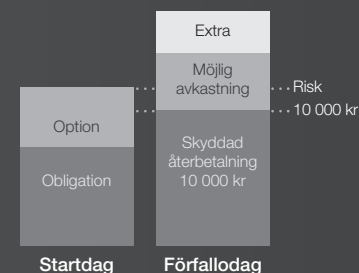 Extra
Möjlig
avkastning
Risk
10 000 kr
Option
Skyddad
återbetalning
10 000 kr
Obligation
Startdag
Förfallodag